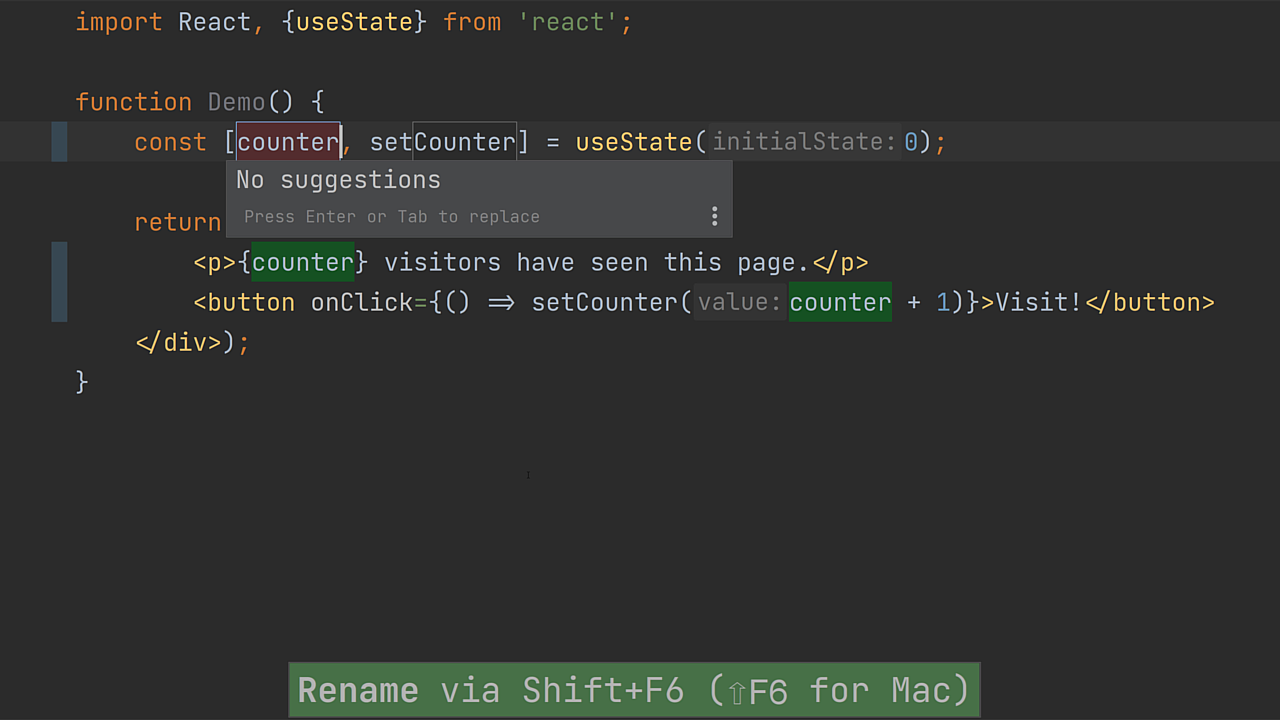 import React, {useState} from 'react';
function Demo() {
const [counter, setCounter] = useState( initialState: 0);
No suggestions
Press Enter or Tab to replace
return
<p>{counter} visitors have seen this page.</p>
<button onClick={() => setCounter( value: counter + 1)}>Visit!</button>
</div>);
}
Rename via Shift+F6 (⇧F6 for Mac)